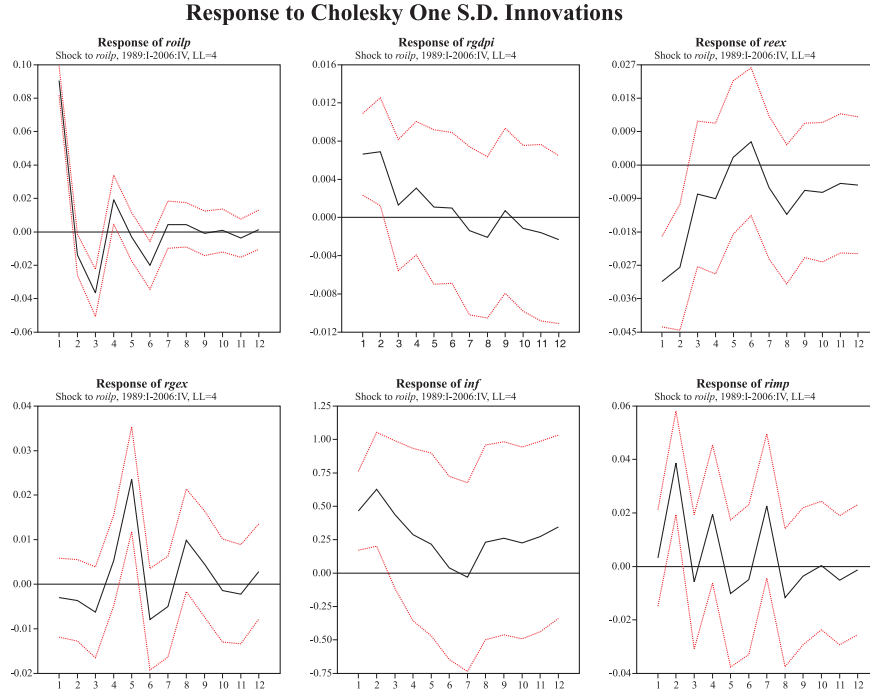 Response to Cholesky One S.D. Innovations
Response of roilp
Shock to roilp, 1989:I-2006:IV, LL=4
0.10
0.08
0.06
0.04
0.02
0.00
-0.02
-0.04
-0.06
1 2 3 4 5 6 7 8 9 10 11 12
Response of rgdpi
Shock to roilp, 1989:I-2006:IV, LL=4
0.016
0.012
0.008
0.004
0.000
-0.004
-0.008
-0.012
1 2 3 4 5 6 7 8 9 10 11 12
Response of reex
Shock to roilp, 1989:I-2006:IV, LL=4
0.027
0.018
0.009
0.000
-0.009
-0.018
-0.027
-0.036
-0.045
1 2 3 4 5 6 7 8 9 10 11 12
Response of rgex
Shock to roilp, 1989:I-2006:IV, LL=4
0.04
0.03
0.02
0.01
0.00
-0.01
-0.02
1 2 3 4 5 6 7 8 9 10 11 12
Response of inf
Shock to roilp, 1989:I-2006:IV, LL=4
1.25
1.00
0.75
0.50
0.25
0.00
-0.25
-0.50
-0.75
1 2 3 4 5 6 7 8 9 10 11 12
Response of rimp
Shock to roilp, 1989:I-2006:IV, LL=4
0.06
0.04
0.02
0.00
-0.02
-0.04
1 2 3 4 5 6 7 8 9 10 11 12